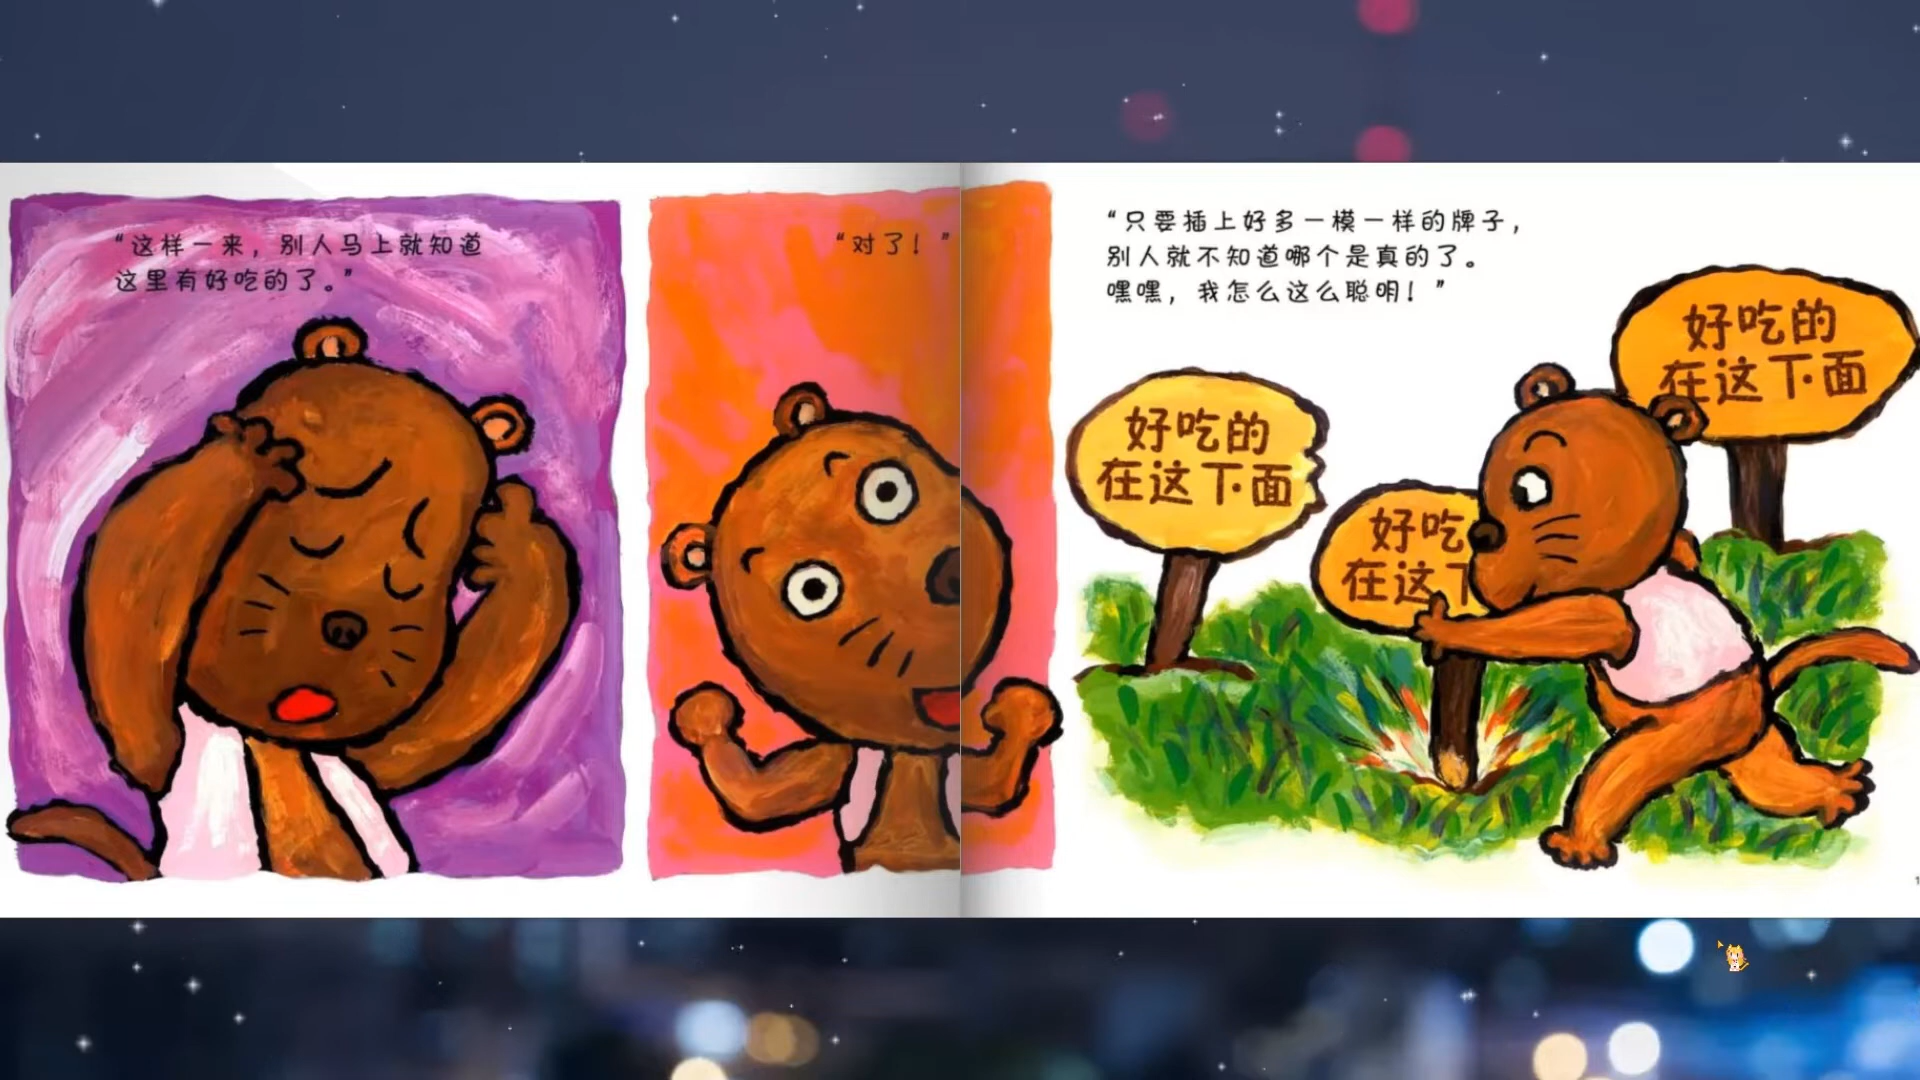 “这样一来，别人马上就知道
这里有好吃的了。”
“对了！”
“只要插上好多一模一样的牌子，
别人就不知道哪个是真的了。
嘿嘿，我怎么这么聪明！”
好吃的
在这下面
好吃
在这下
好吃的
在这下面